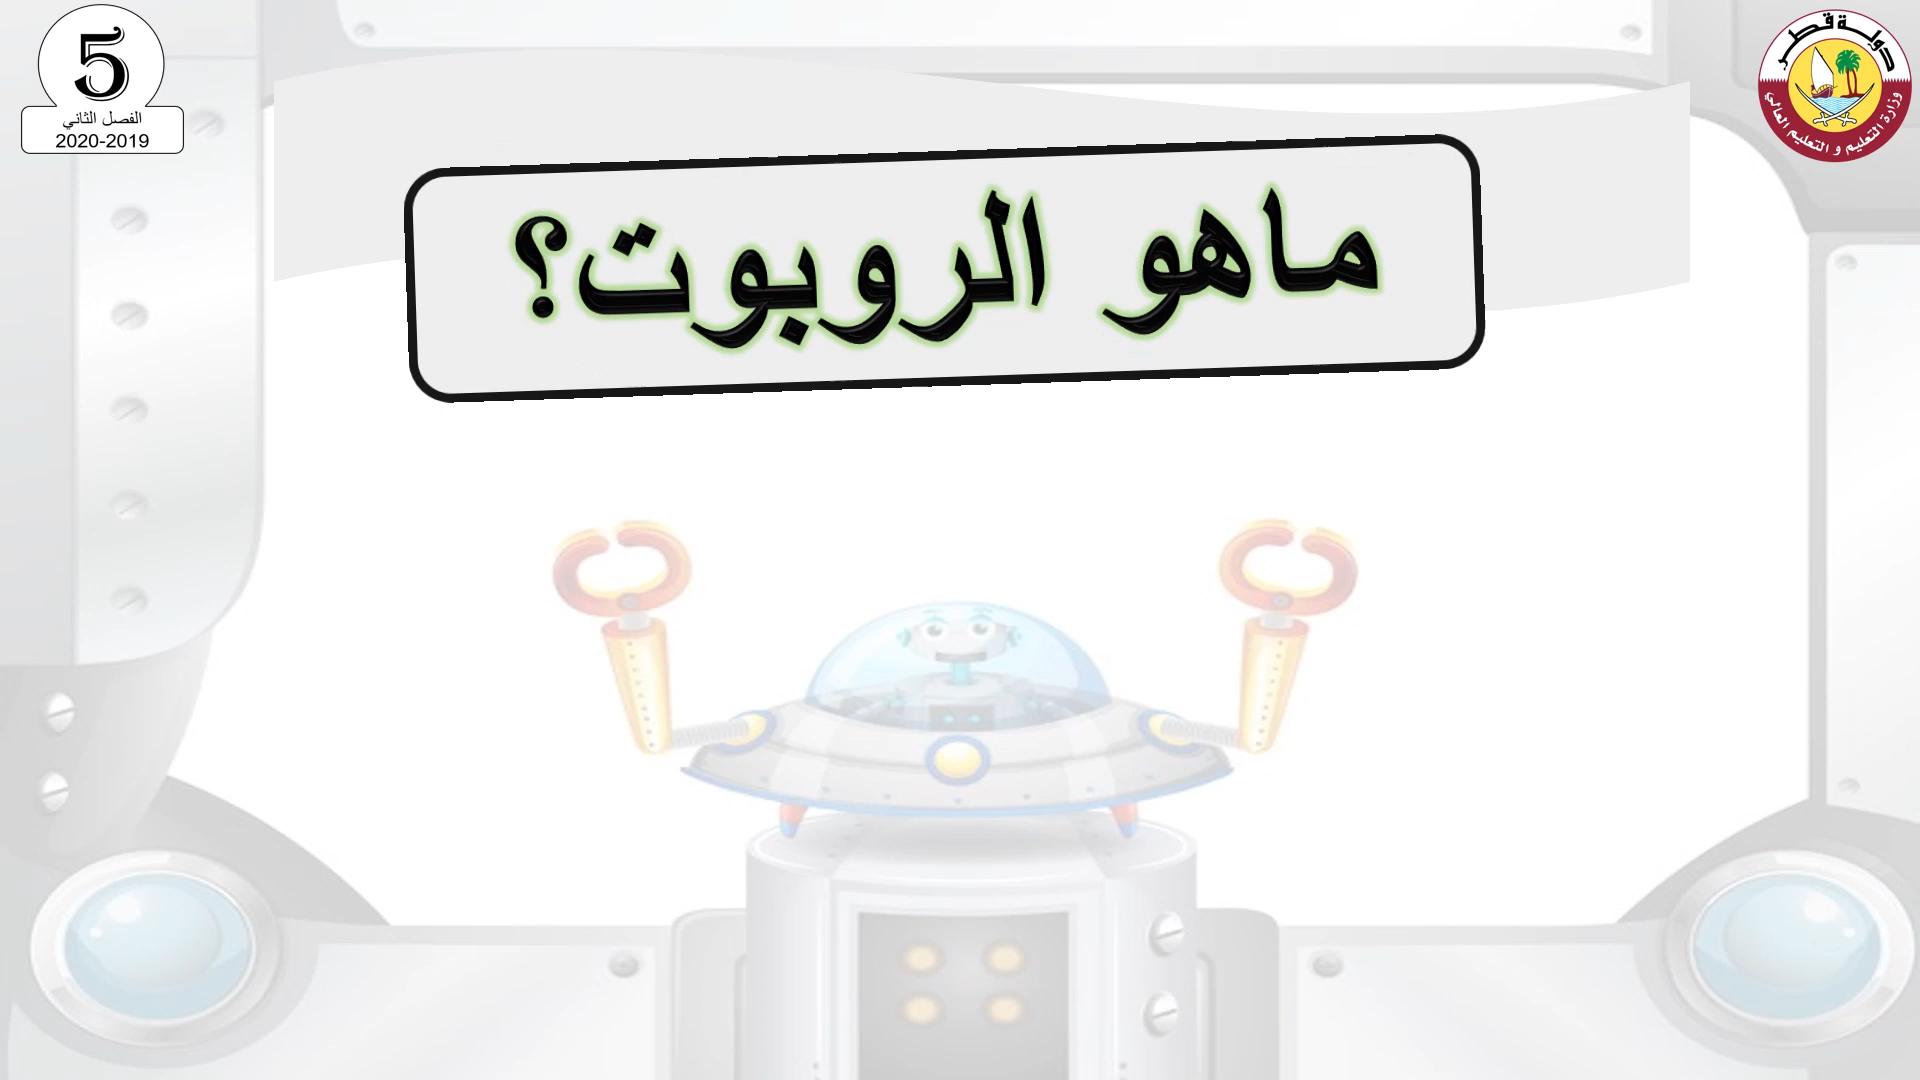 5
الفصل الثاني
2020-2019
دولة قطر
وزارة التعليم و التعليم العالي
ماهو الروبوت؟